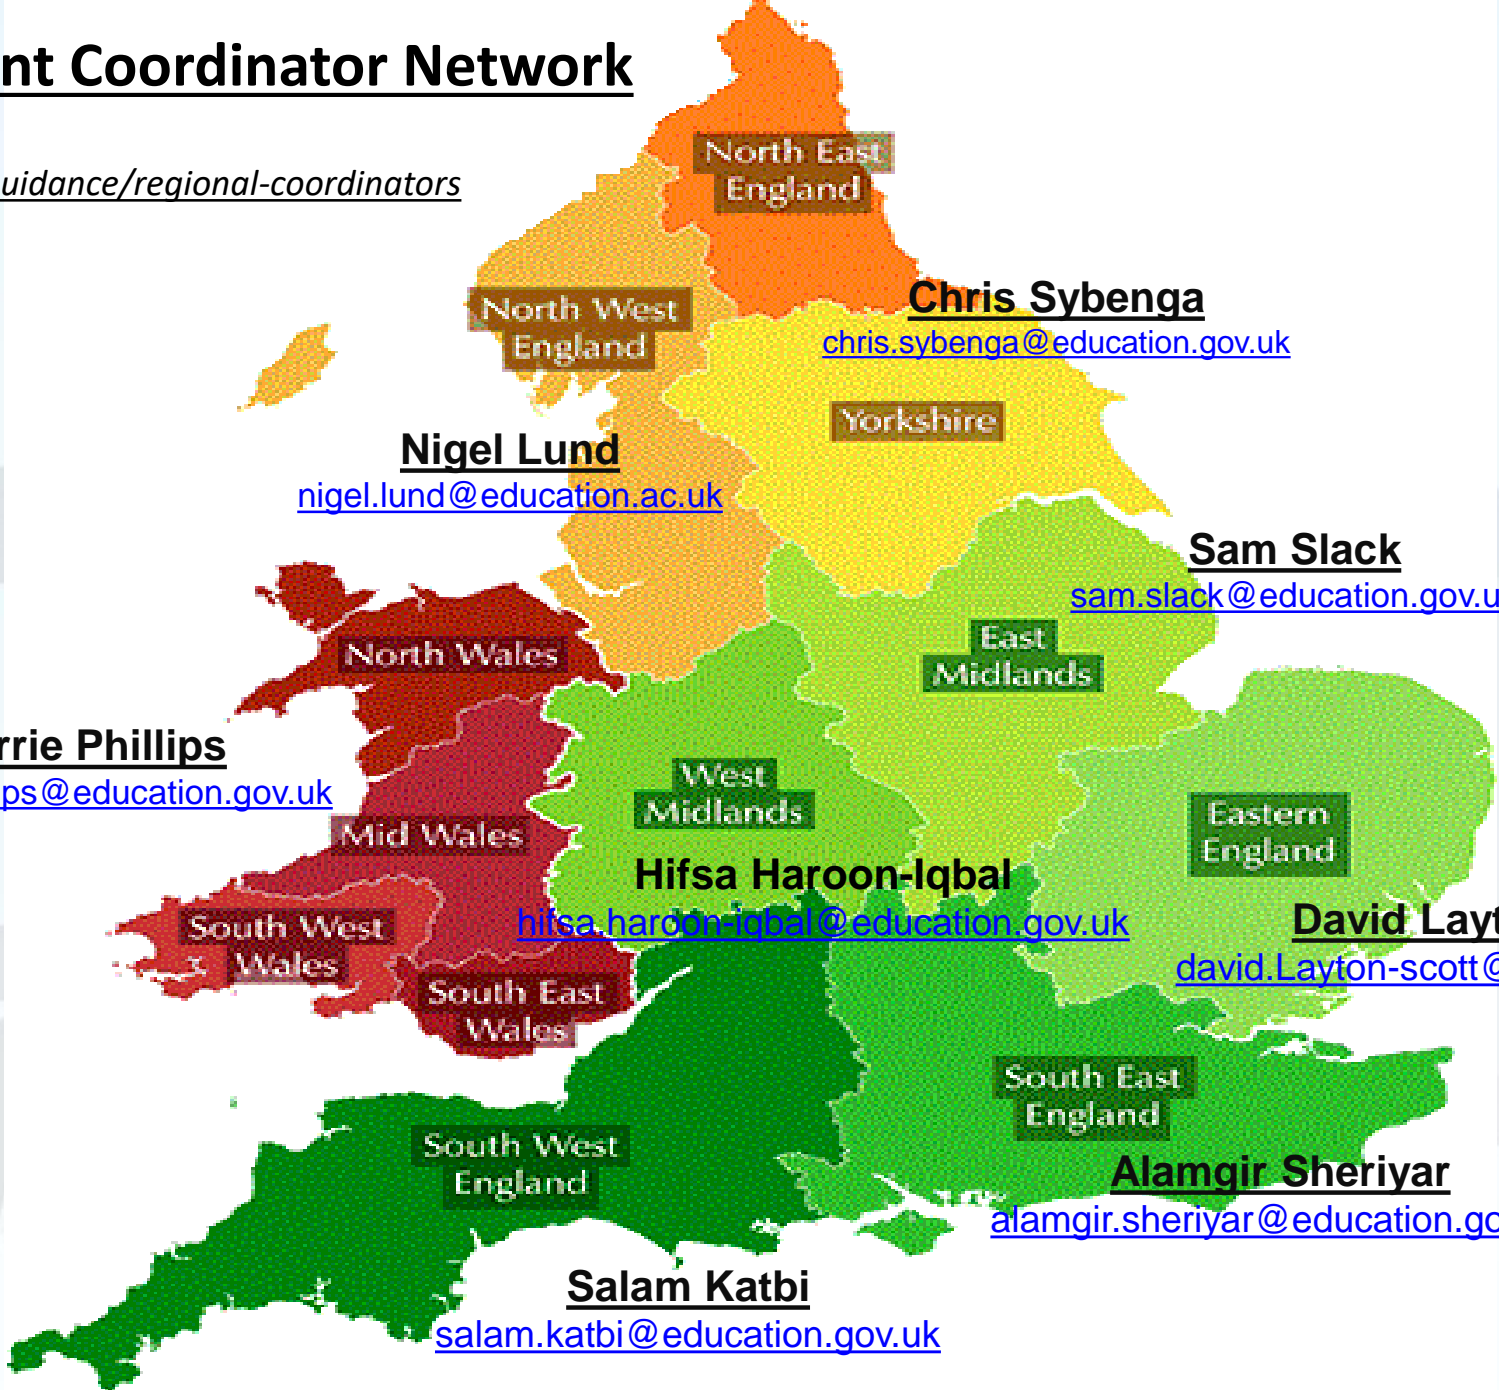 nt Coordinator Network
uidance/regional-coordinators
North East
England
Chris Sybenga
chris.sybenga@education.gov.uk
North West
England
Yorkshire
Nigel Lund
nigel.lund@education.ac.uk
Sam Slack
sam.slack@education.gov.u
East
Midlands
North Wales
rrie Phillips
ps@education.gov.uk
West
Midlands
Mid Wales
Eastern
England
Hifsa Haroon-Iqbal
hifsa.haroon-iqbal@education.gov.uk
South West
Wales
David Layt
david.Layton-scott@
South East
Wales
South East
England
South West
England
Alamgir Sheriyar
alamgir.sheriyar@education.go
Salam Katbi
salam.katbi@education.gov.uk